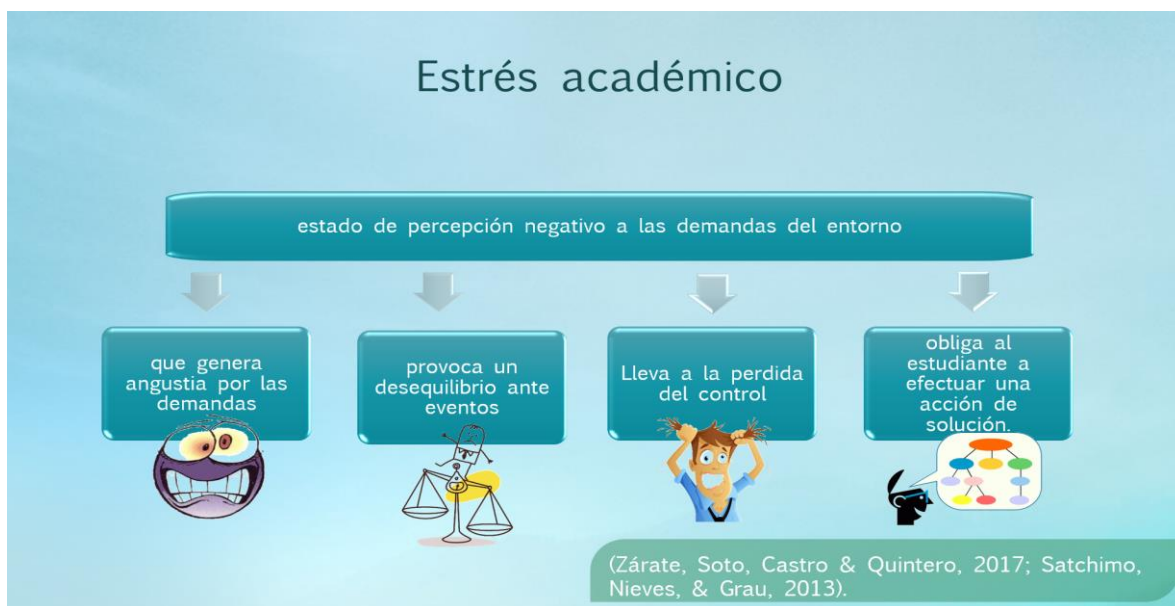 Estrés académico
estado de percepción negativo a las demandas del entorno
que genera
angustia por las
demandas
provoca un
desequilibrio ante
eventos
Lleva a la perdida
del control
obliga al
estudiante a
efectuar una
acción de
solución.
(Zárate, Soto, Castro & Quintero, 2017; Satchimo,
Nieves, & Grau, 2013).